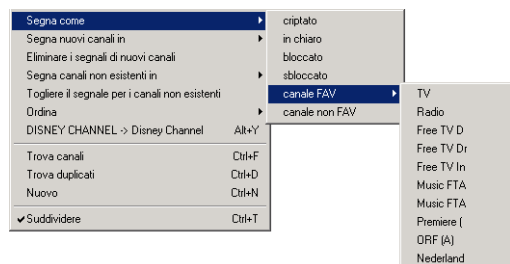 Segna come
Segna nuovi canali in
Eliminare i segnali di nuovi canali
Segna canali non esistenti in
Togliere il segnale per i canali non esistenti
Ordina
DISNEY CHANNEL -> Disney Channel Alt+Y
Trova canali Ctrl+F
Trova duplicati Ctrl+D
Nuovo Ctrl+N
Suddividere Ctrl+T
criptato
in chiaro
bloccato
sbloccato
canale FAV
canale non FAV
TV
Radio
Free TV D
Free TV Dr
Free TV In
Music FTA
Music FTA
Premiere (
ORF (A)
Nederland